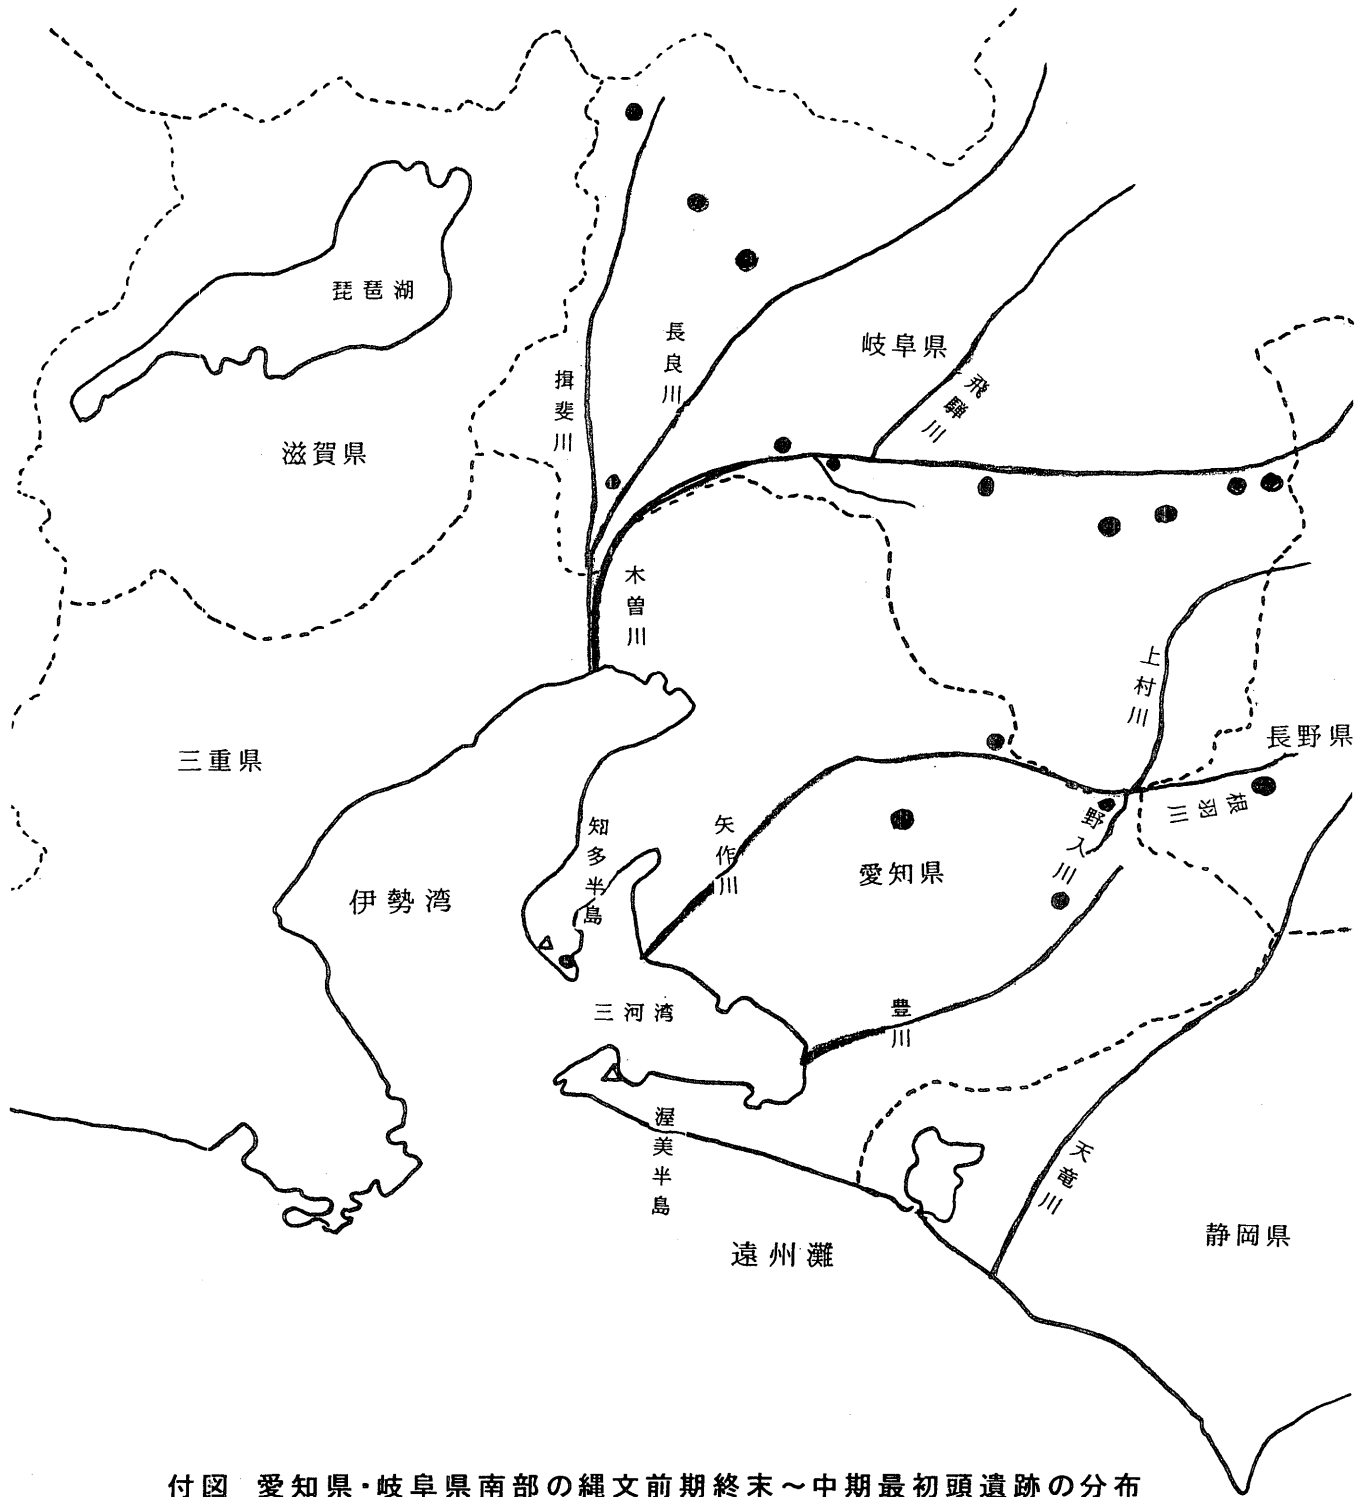 琵琶湖
長良川
岐阜県
飛騨川
揖斐川
滋賀県
木曽川
上村川
長野県
三重県
根羽川
野入川
知多半島
矢作川
愛知県
伊勢湾
三河湾
豊川
渥美半島
天竜川
静岡県
遠州灘
付図 愛知県・岐阜県南部の縄文前期終末～中期最初頭遺跡の分布